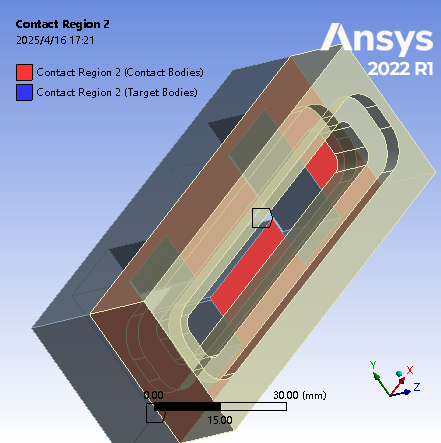 Contact Region 2
2025/4/16 17:21
Contact Region 2 (Contact Bodies)
Contact Region 2 (Target Bodies)
Ansys
2022 R1
0.00
30.00 (mm)
15.00
Y
X
Z